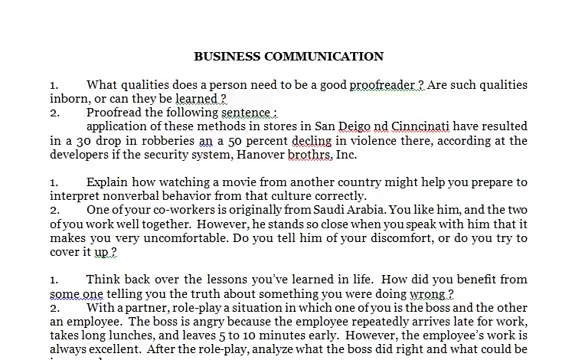 BUSINESS COMMUNICATION
1. What qualities does a person need to be a good proofreader ? Are such qualities
inborn, or can they be learned ?
2. Proofread the following sentence :
application of these methods in stores in San Deigo nd Cinncinati have resulted
in a 30 drop in robberies an a 50 percent decling in violence there, according at the
developers if the security system, Hanover brothrs, Inc.
1. Explain how watching a movie from another country might help you prepare to
interpret nonverbal behavior from that culture correctly.
2. One of your co-workers is originally from Saudi Arabia. You like him, and the two
of you work well together. However, he stands so close when you speak with him that it
makes you very uncomfortable. Do you tell him of your discomfort, or do you try to
cover it up ?
1. Think back over the lessons you've learned in life. How did you benefit from
some one telling you the truth about something you were doing wrong ?
2. With a partner, role-play a situation in which one of you is the boss and the other
an employee. The boss is angry because the employee repeatedly arrives late for work,
takes long lunches, and leaves 5 to 10 minutes early. However, the employee's work is
always excellent. After the role-play, analyze what the boss did right and what could be